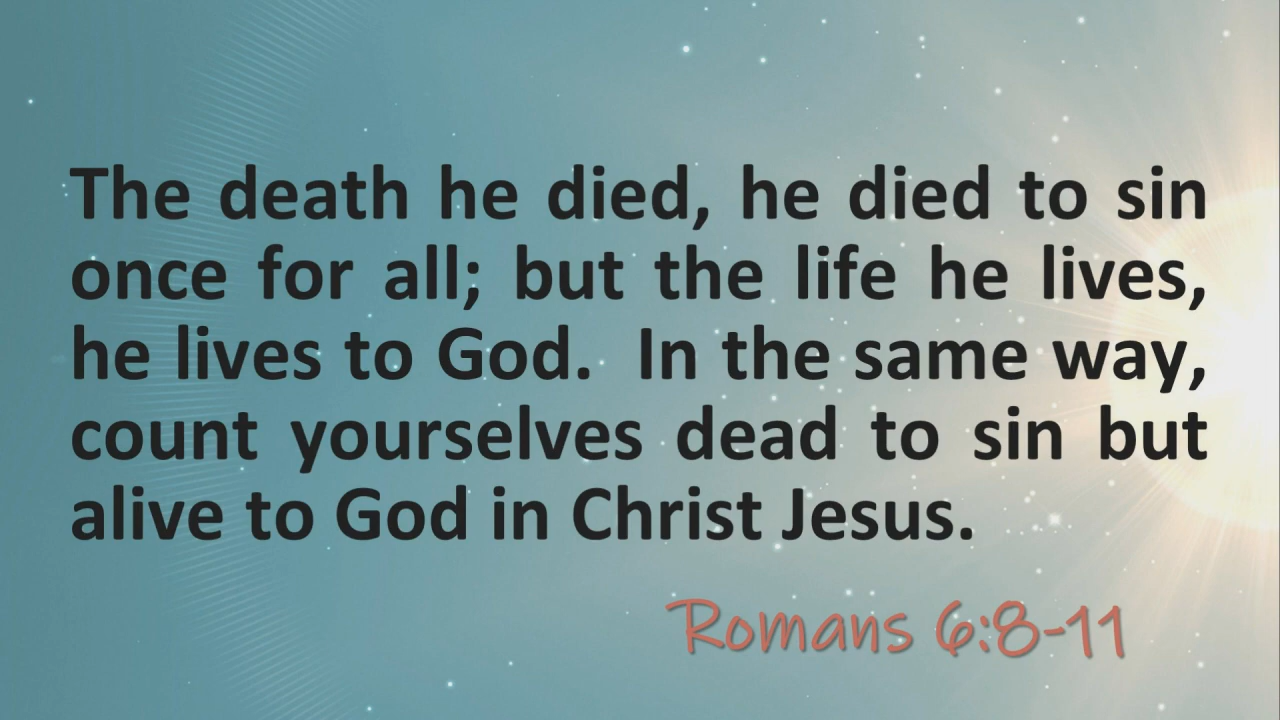 The death he died, he died to sin
once for all; but the life he lives,
he lives to God.  In the same way,
count yourselves dead to sin but
alive to God in Christ Jesus.
Romans 6:8-11